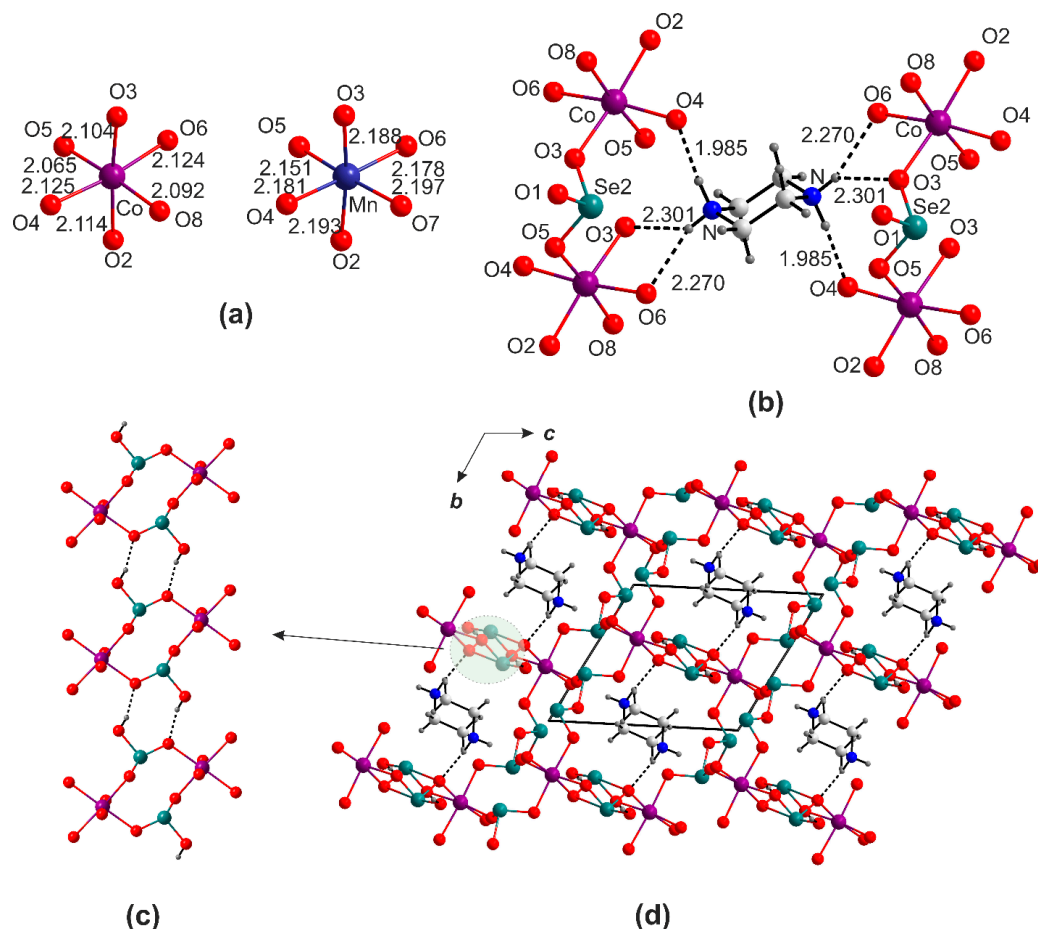 (a)
O3
O5
2.104
O6
2.065
2.124
2.125
2.092
O4
2.114
Co
O8
O2
O3
O5
2.188
O6
2.151
2.178
2.181
2.197
O4
2.193
Mn
O7
O2
(b)
O2
O8
O6
Co
O4
O5
O3
1.985
O1
Se2
2.301
N
O5
O3
O4
2.270
O6
O2
O8
O2
O8
O6
2.270
Co
O4
O5
N
O3
2.301
Se2
O1
O3
1.985
O5
O4
O6
O2
O8
(c)
c
b
(d)